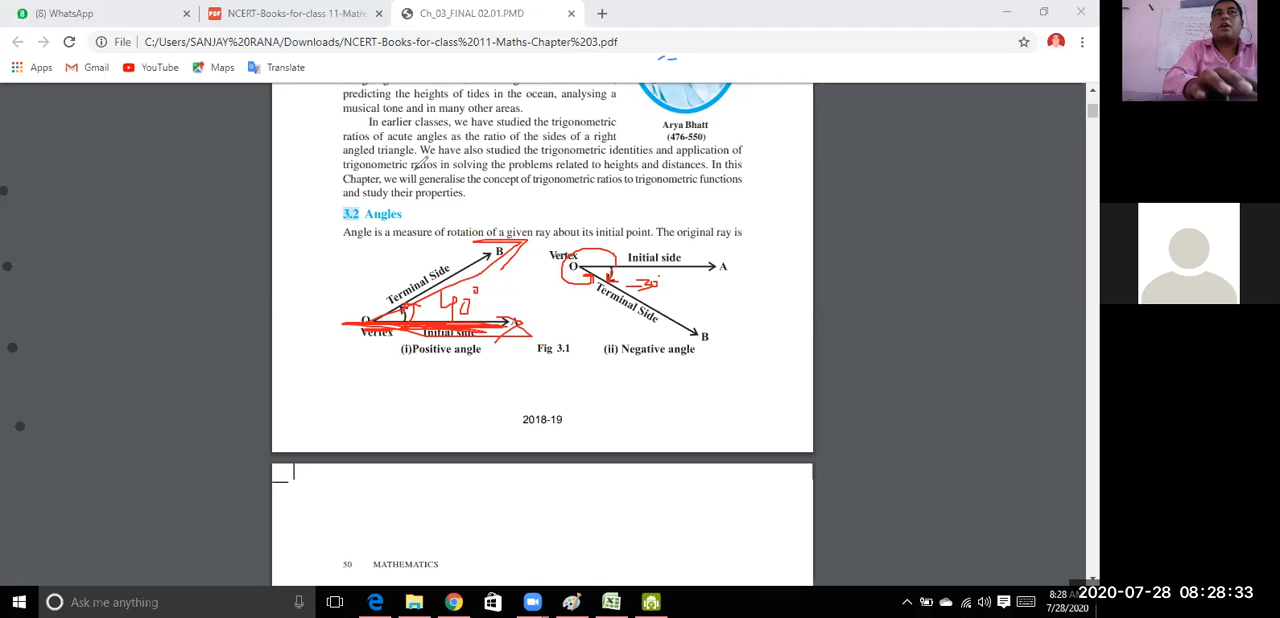 (8) WhatsApp
NCERT-Books-for-class 11-Math
Ch_03_FINAL 02.01.PMD
File
C:/Users/SANJAY%20RANA/Downloads/NCERT-Books-for-class%2011-Maths-Chapter%203.pdf
Apps
Gmail
YouTube
Maps
Translate
predicting the heights of tides in the ocean, analysing a
musical tone and in many other areas.
In earlier classes, we have studied the trigonometric
ratios of acute angles as the ratio of the sides of a right
angled triangle. We have also studied the trigonometric identities and application of
trigonometric ratios in solving the problems related to heights and distances. In this
Chapter, we will generalise the concept of trigonometric ratios to trigonometric functions
and study their properties.
Arya Bhatt
(476-550)
3.2 Angles
Angle is a measure of rotation of a given ray about its initial point. The original ray is
B
Terminal Side
40°
O
A
Vertex
Initial side
(i)Positive angle
Fig 3.1
Vertex
O
Initial side
A
-30°
Terminal Side
B
(ii) Negative angle
2018-19
50 MATHEMATICS
Ask me anything
8:28 AM
7/28/2020
2020-07-28 08:28:33